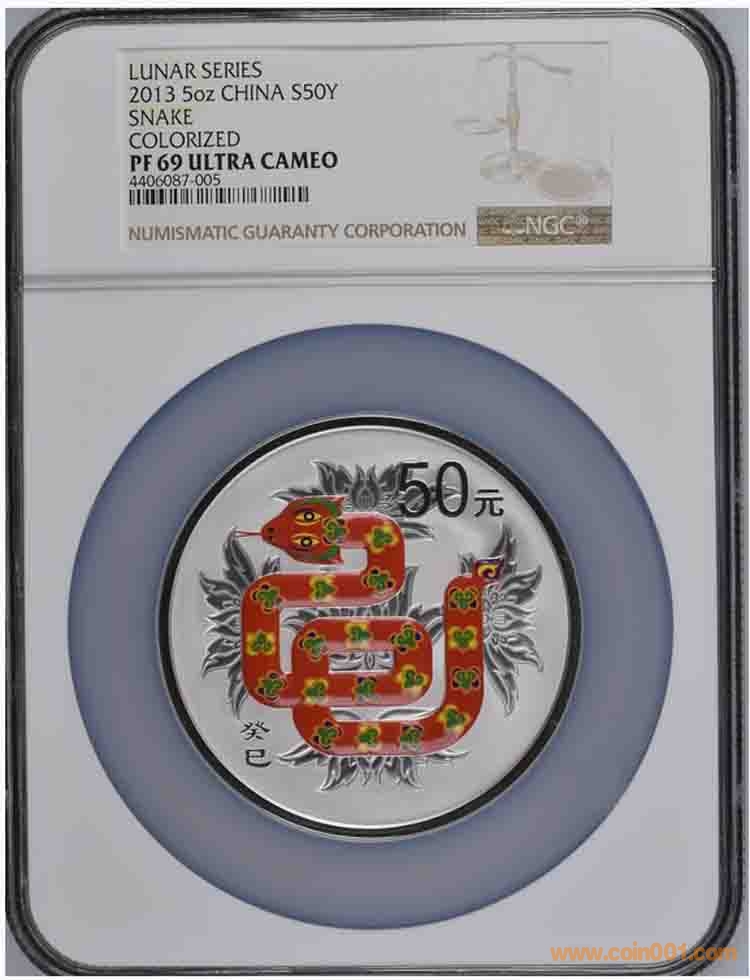 LUNAR SERIES
2013 5oz CHINA S50Y
SNAKE
COLORIZED
PF 69 ULTRA CAMEO
4406087-005
NUMISMATIC GUARANTY CORPORATION
NGC®
50元
癸
巳
www.coin001.com